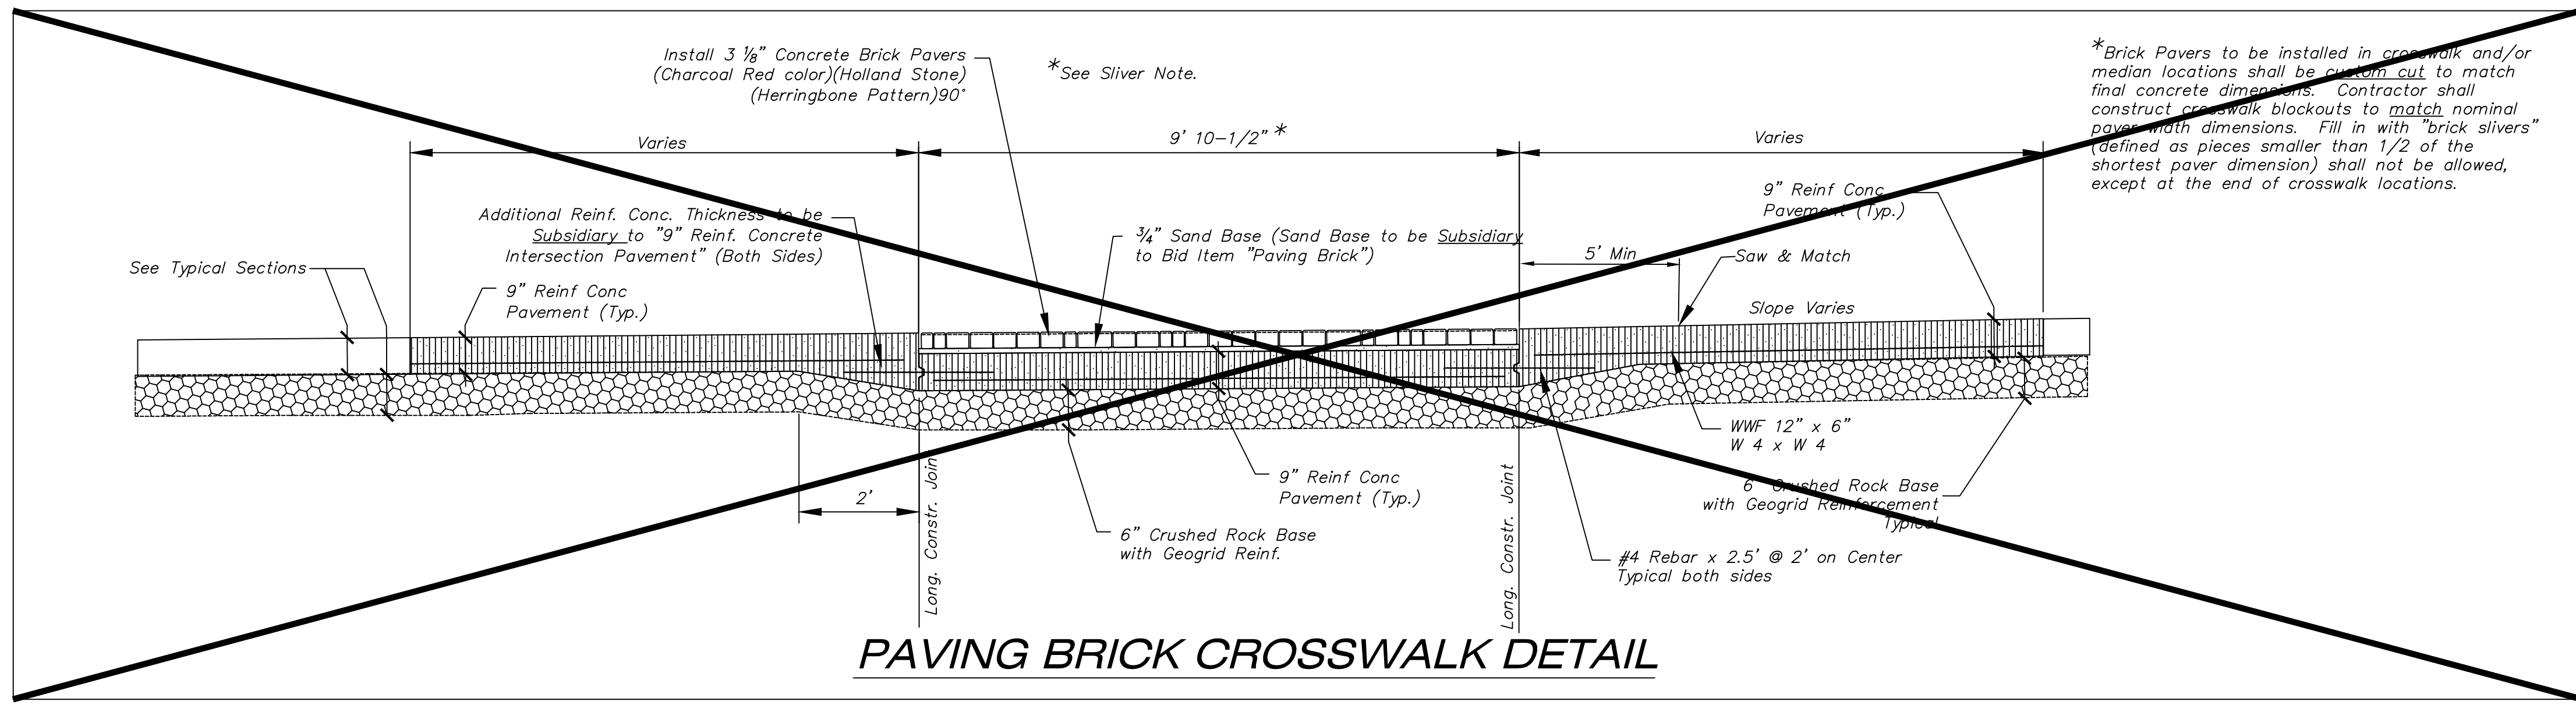 Install 3 ⅛" Concrete Brick Pavers
(Charcoal Red color)(Holland Stone)
(Herringbone Pattern)90°
*See Sliver Note.
*Brick Pavers to be installed in crosswalk and/or
median locations shall be custom cut to match
final concrete dimensions. Contractor shall
construct crosswalk blockouts to match nominal
paver width dimensions. Fill in with "brick slivers"
(defined as pieces smaller than 1/2 of the
shortest paver dimension) shall not be allowed,
except at the end of crosswalk locations.
Varies
9' 10-1/2" *
Varies
Additional Reinf. Conc. Thickness to be
Subsidiary to "9" Reinf. Concrete
Intersection Pavement" (Both Sides)
¾" Sand Base (Sand Base to be Subsidiary
to Bid Item "Paving Brick")
9" Reinf Conc
Pavement (Typ.)
5' Min
Saw & Match
See Typical Sections
9" Reinf Conc
Pavement (Typ.)
Slope Varies
WWF 12" x 6"
W 4 x W 4
2'
Long. Constr. Joint
9" Reinf Conc
Pavement (Typ.)
Long. Constr. Joint
6" Crushed Rock Base
with Geogrid Reinforcement
Typical
6" Crushed Rock Base
with Geogrid Reinf.
#4 Rebar x 2.5' @ 2' on Center
Typical both sides
PAVING BRICK CROSSWALK DETAIL